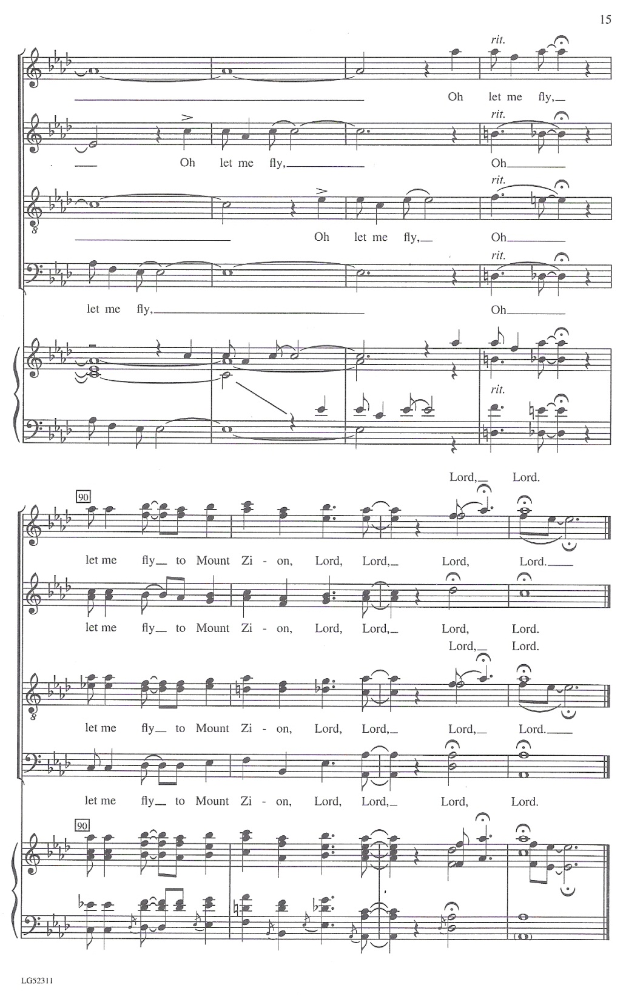 15
rit.
Oh let me fly,
rit.
Oh let me fly, Oh
rit.
Oh let me fly, Oh
rit.
let me fly, Oh
rit.
Lord, Lord.
90
let me fly to Mount Zi - on, Lord, Lord, Lord, Lord.
let me fly to Mount Zi - on, Lord, Lord, Lord, Lord.
Lord, Lord.
let me fly to Mount Zi - on, Lord, Lord, Lord, Lord.
let me fly to Mount Zi - on, Lord, Lord, Lord, Lord.
90
LG52311